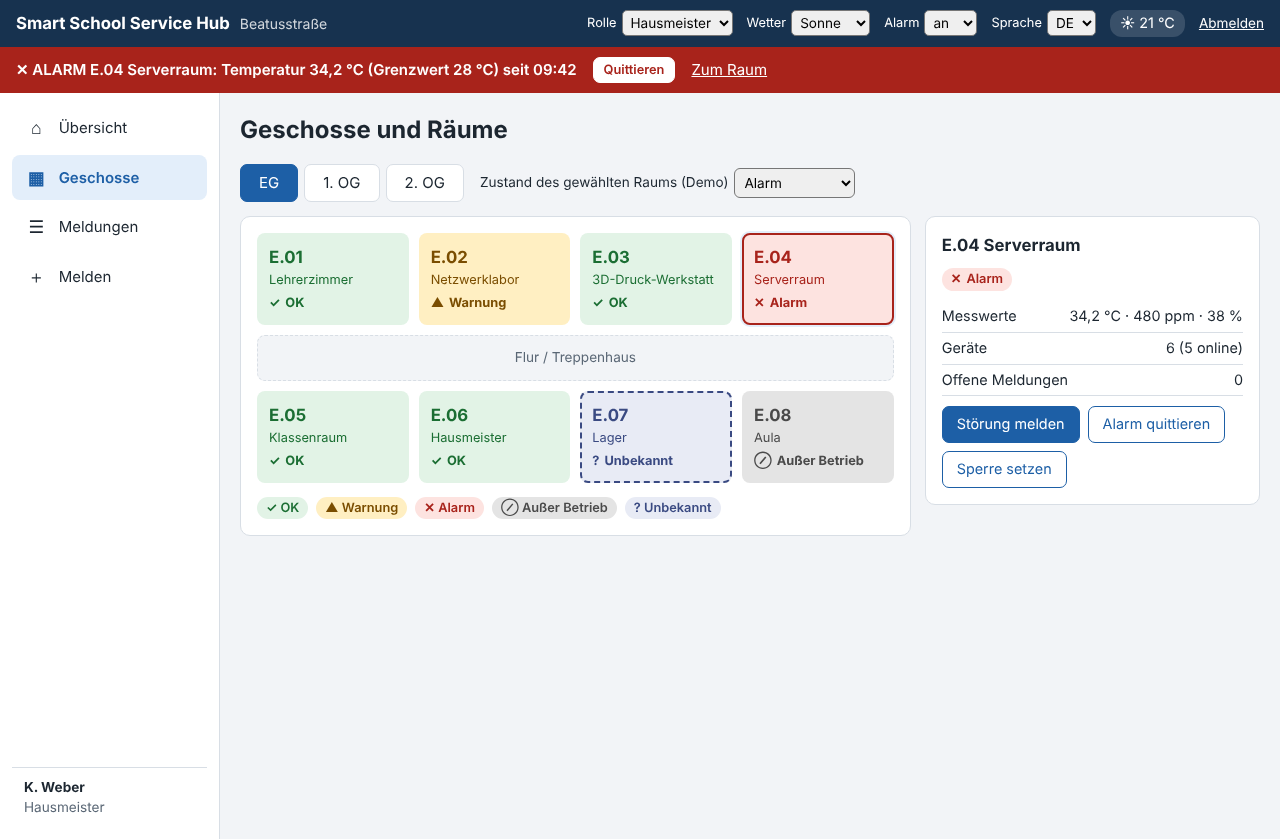 Smart School Service Hub Beatusstraße
Rolle Hausmeister Wetter Sonne Alarm an Sprache DE ☀ 21 °C Abmelden
✕ ALARM E.04 Serverraum: Temperatur 34,2 °C (Grenzwert 28 °C) seit 09:42 Quittieren Zum Raum
Übersicht
Geschosse
Meldungen
Melden
K. Weber
Hausmeister
Geschosse und Räume
EG 1. OG 2. OG Zustand des gewählten Raums (Demo) Alarm
E.01
Lehrerzimmer
✓ OK
E.02
Netzwerklabor
▲ Warnung
E.03
3D-Druck-Werkstatt
✓ OK
E.04
Serverraum
✕ Alarm
Flur / Treppenhaus
E.05
Klassenraum
✓ OK
E.06
Hausmeister
✓ OK
E.07
Lager
? Unbekannt
E.08
Aula
⊘ Außer Betrieb
✓ OK ▲ Warnung ✕ Alarm ⊘ Außer Betrieb ? Unbekannt
E.04 Serverraum
✕ Alarm
Messwerte 34,2 °C · 480 ppm · 38 %
Geräte 6 (5 online)
Offene Meldungen 0
Störung melden Alarm quittieren
Sperre setzen